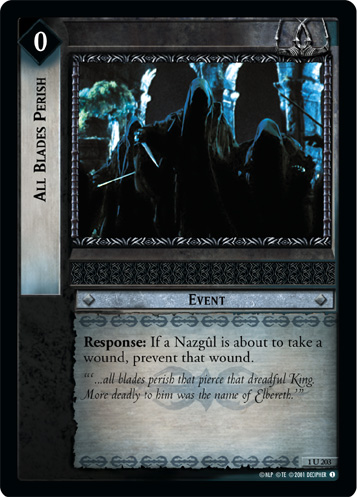 0
All Blades Perish
Event
Response: If a Nazgûl is about to take a
wound, prevent that wound.
“‘...all blades perish that pierce that dreadful King.
More deadly to him was the name of Elbereth.’”
1 U 203
©NLP ™TE ©2001 DECIPHER 1